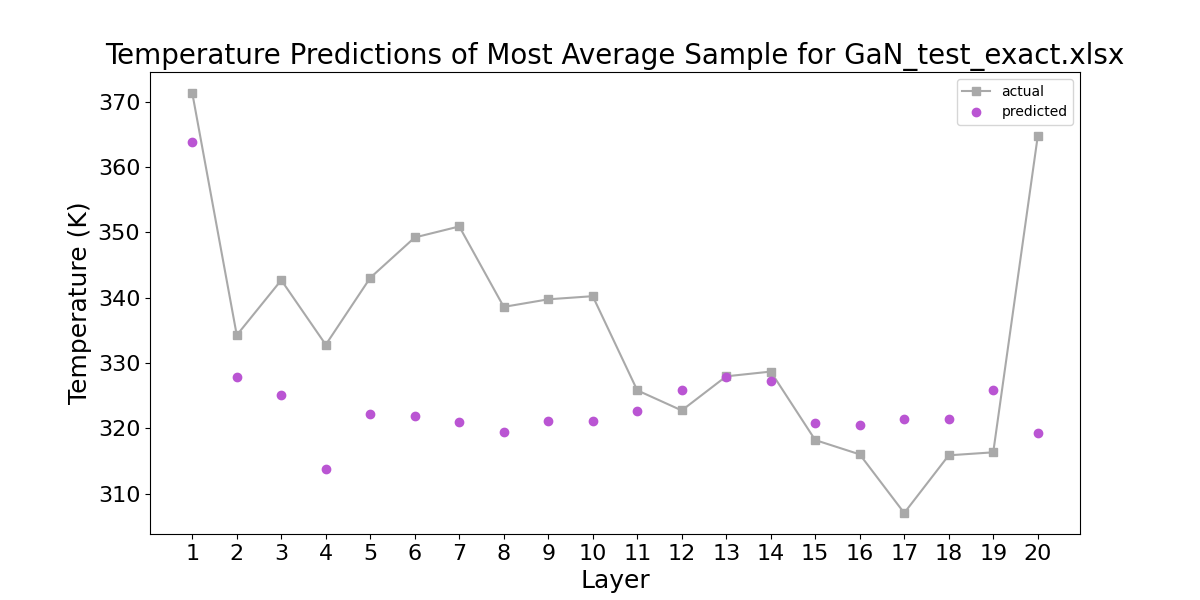 Temperature Predictions of Most Average Sample for GaN_test_exact.xlsx
actual
predicted
Temperature (K)
370
360
350
340
330
320
310
1 2 3 4 5 6 7 8 9 10 11 12 13 14 15 16 17 18 19 20
Layer